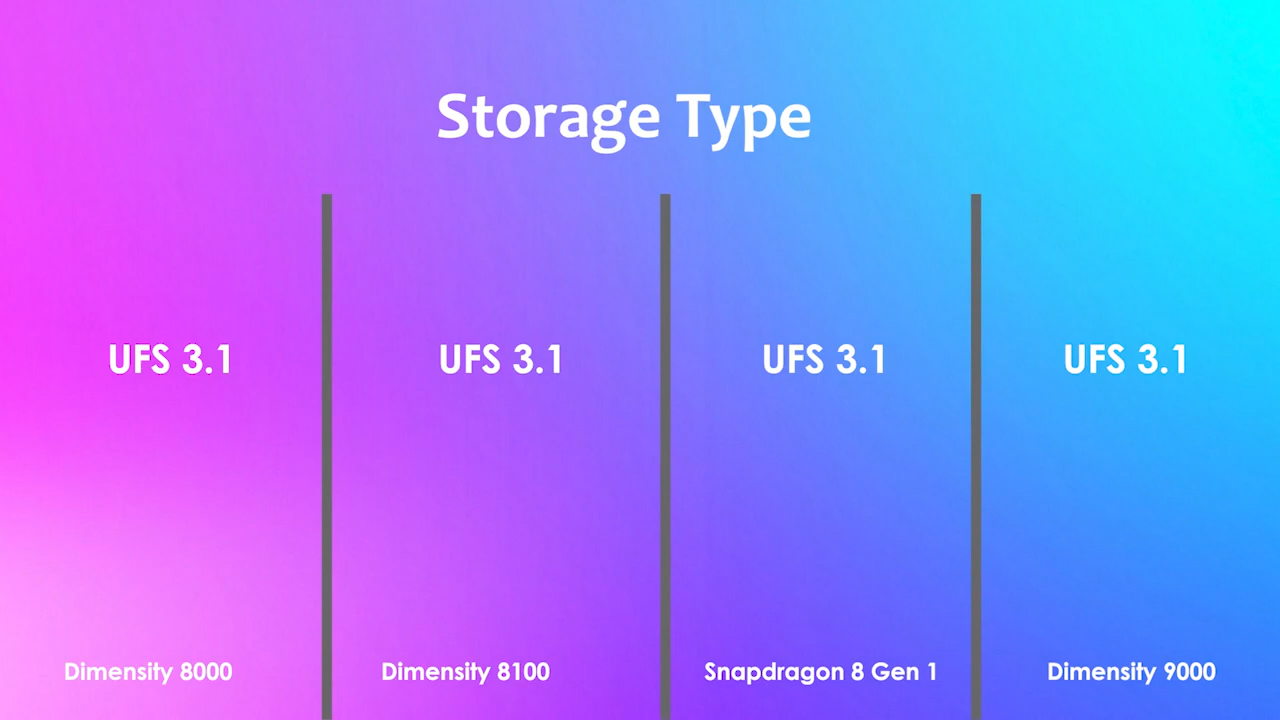 Storage Type
UFS 3.1
UFS 3.1
UFS 3.1
UFS 3.1
Dimensity 8000
Dimensity 8100
Snapdragon 8 Gen 1
Dimensity 9000